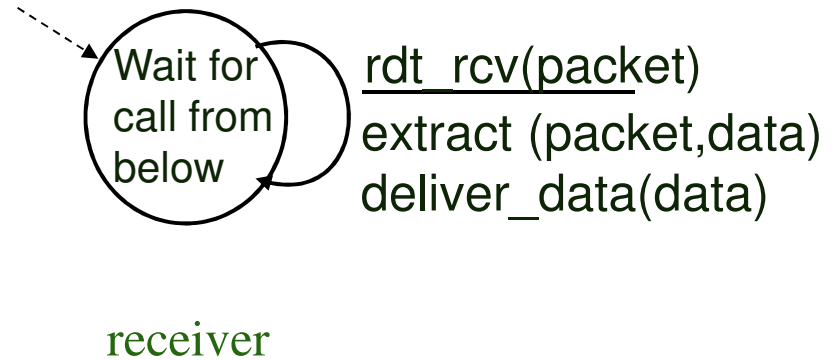 Wait for
call from
below
rdt_rcv(packet)
extract (packet,data)
deliver_data(data)
receiver